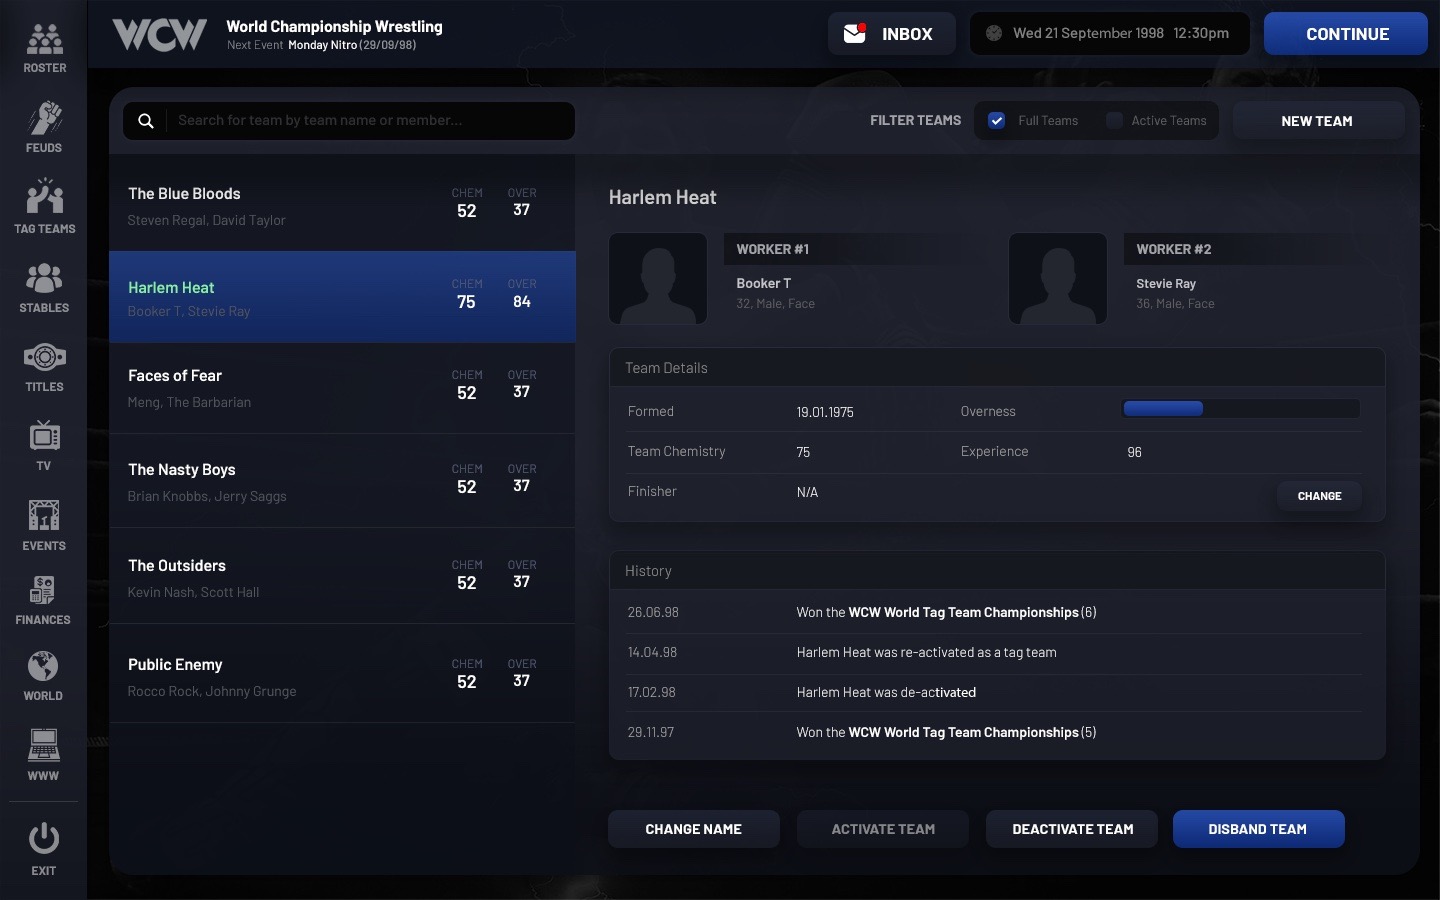 ROSTER
FEUDS
TAG TEAMS
STABLES
TITLES
TV
EVENTS
FINANCES
WORLD
WWW
EXIT
WCW
World Championship Wrestling
Next Event Monday Nitro (29/09/98)
INBOX
Wed 21 September 1998 12:30pm
CONTINUE
Search for team by team name or member...
FILTER TEAMS
Full Teams
Active Teams
NEW TEAM
The Blue Bloods
Steven Regal, David Taylor
CHEM OVER
52 37
Harlem Heat
Booker T, Stevie Ray
CHEM OVER
75 84
Faces of Fear
Meng, The Barbarian
CHEM OVER
52 37
The Nasty Boys
Brian Knobbs, Jerry Saggs
CHEM OVER
52 37
The Outsiders
Kevin Nash, Scott Hall
CHEM OVER
52 37
Public Enemy
Rocco Rock, Johnny Grunge
CHEM OVER
52 37
Harlem Heat
WORKER #1
Booker T
32, Male, Face
WORKER #2
Stevie Ray
36, Male, Face
Team Details
Formed 19.01.1975 Overness
Team Chemistry 75 Experience 96
Finisher N/A CHANGE
History
26.06.98 Won the WCW World Tag Team Championships (6)
14.04.98 Harlem Heat was re-activated as a tag team
17.02.98 Harlem Heat was de-activated
29.11.97 Won the WCW World Tag Team Championships (5)
CHANGE NAME
ACTIVATE TEAM
DEACTIVATE TEAM
DISBAND TEAM